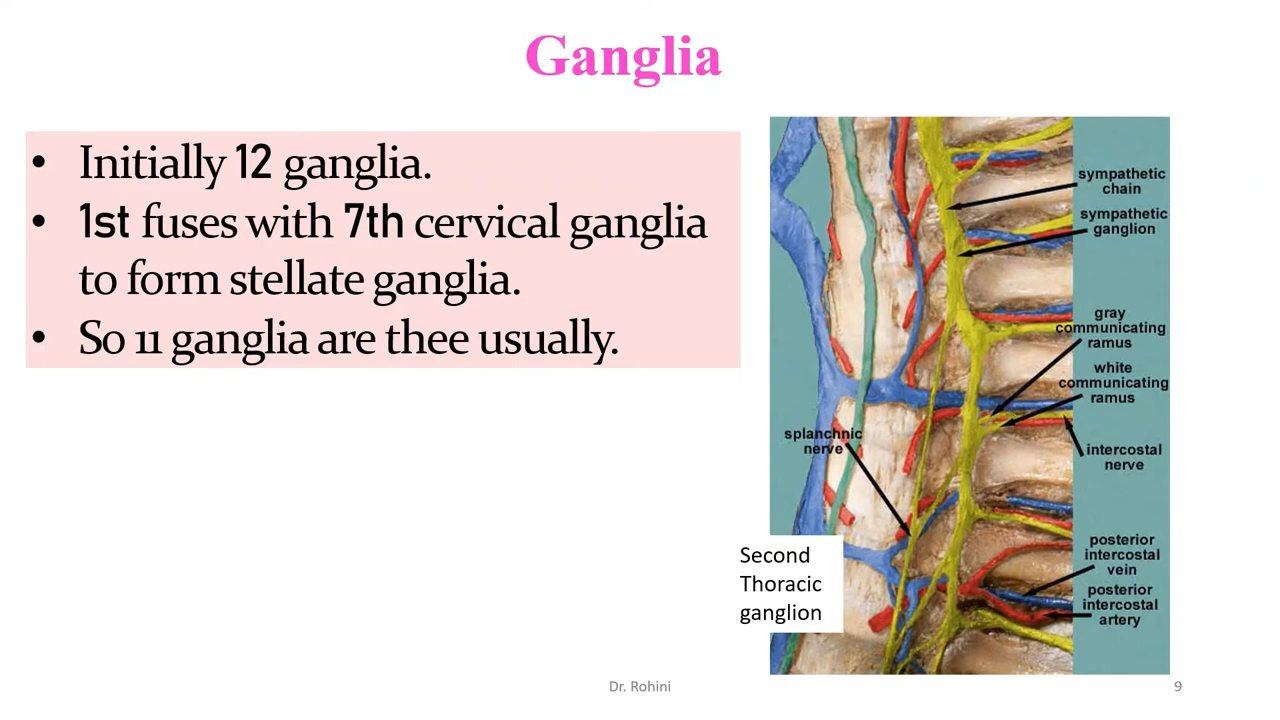 Ganglia
• Initially 12 ganglia.
• 1st fuses with 7th cervical ganglia
to form stellate ganglia.
• So 11 ganglia are thee usually.
sympathetic
chain
sympathetic
ganglion
gray
communicating
ramus
white
communicating
ramus
splanchnic
nerve
intercostal
nerve
Second
Thoracic
ganglion
posterior
intercostal
vein
posterior
intercostal
artery
Dr. Rohini
9